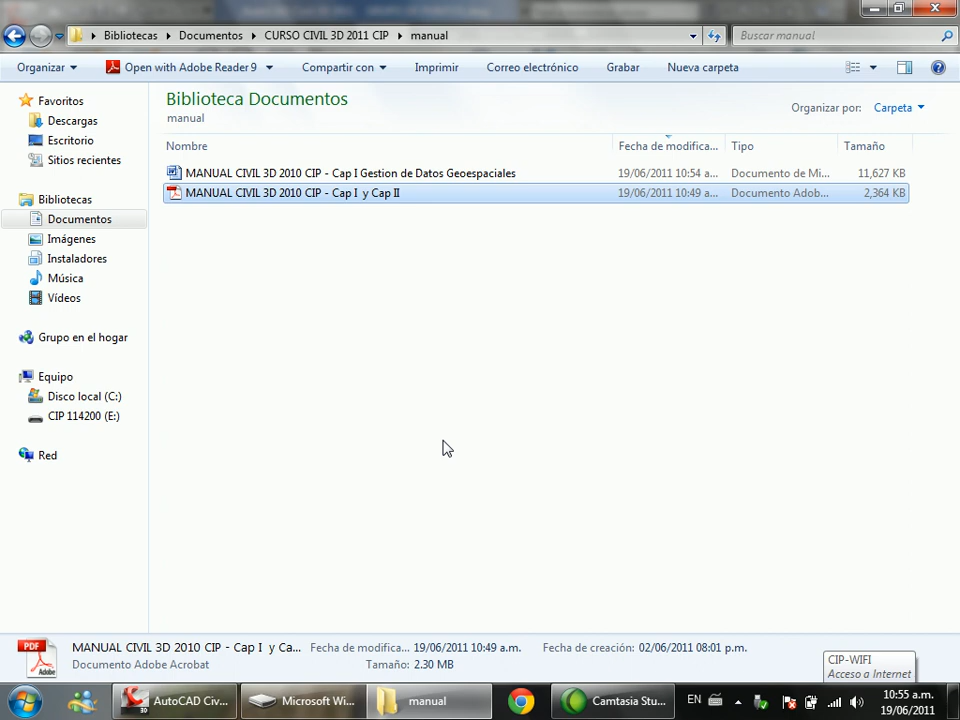 Bibliotecas Documentos CURSO CIVIL 3D 2011 CIP manual Buscar manual
Organizar Open with Adobe Reader 9 Compartir con Imprimir Correo electrónico Grabar Nueva carpeta
Favoritos
Descargas
Escritorio
Sitios recientes
Bibliotecas
Documentos
Imágenes
Instaladores
Música
Vídeos
Grupo en el hogar
Equipo
Disco local (C:)
CIP 114200 (E:)
Red
Biblioteca Documentos
manual
Organizar por: Carpeta
Nombre Fecha de modifica... Tipo Tamaño
MANUAL CIVIL 3D 2010 CIP - Cap I Gestion de Datos Geoespaciales 19/06/2011 10:54 a... Documento de Mi... 11,627 KB
MANUAL CIVIL 3D 2010 CIP - Cap I y Cap II 19/06/2011 10:49 a... Documento Adob... 2,364 KB
PDF
Adobe
MANUAL CIVIL 3D 2010 CIP - Cap I y Ca... Fecha de modifica... 19/06/2011 10:49 a.m. Fecha de creación: 02/06/2011 08:01 p.m.
Documento Adobe Acrobat Tamaño: 2.30 MB
CIP-WIFI
Acceso a Internet
AutoCAD Civ... Microsoft Wi... manual Camtasia Stu... EN 10:55 a.m.
19/06/2011